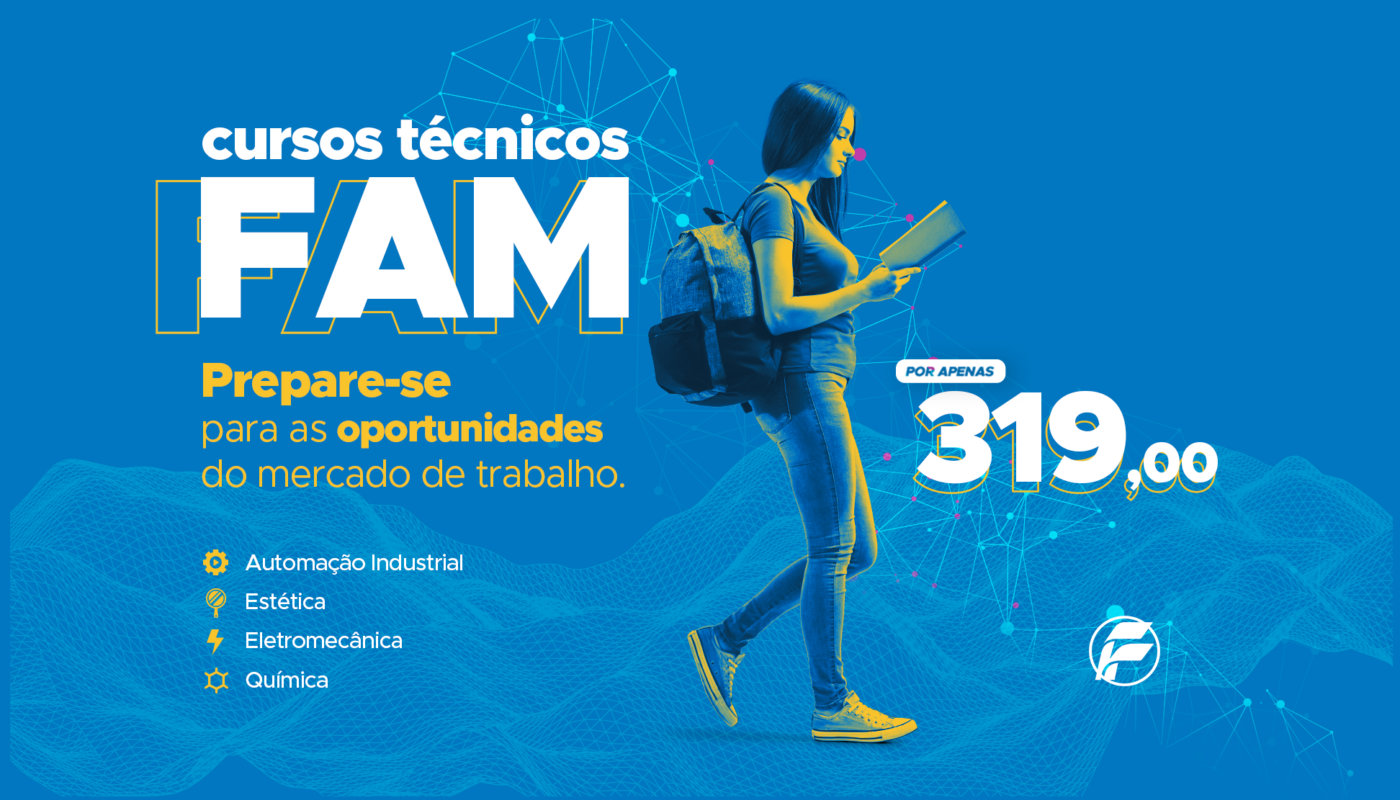 cursos técnicos
FAM
Prepare-se
para as oportunidades
do mercado de trabalho.
Automação Industrial
Estética
Eletromecânica
Química
POR APENAS
319,00